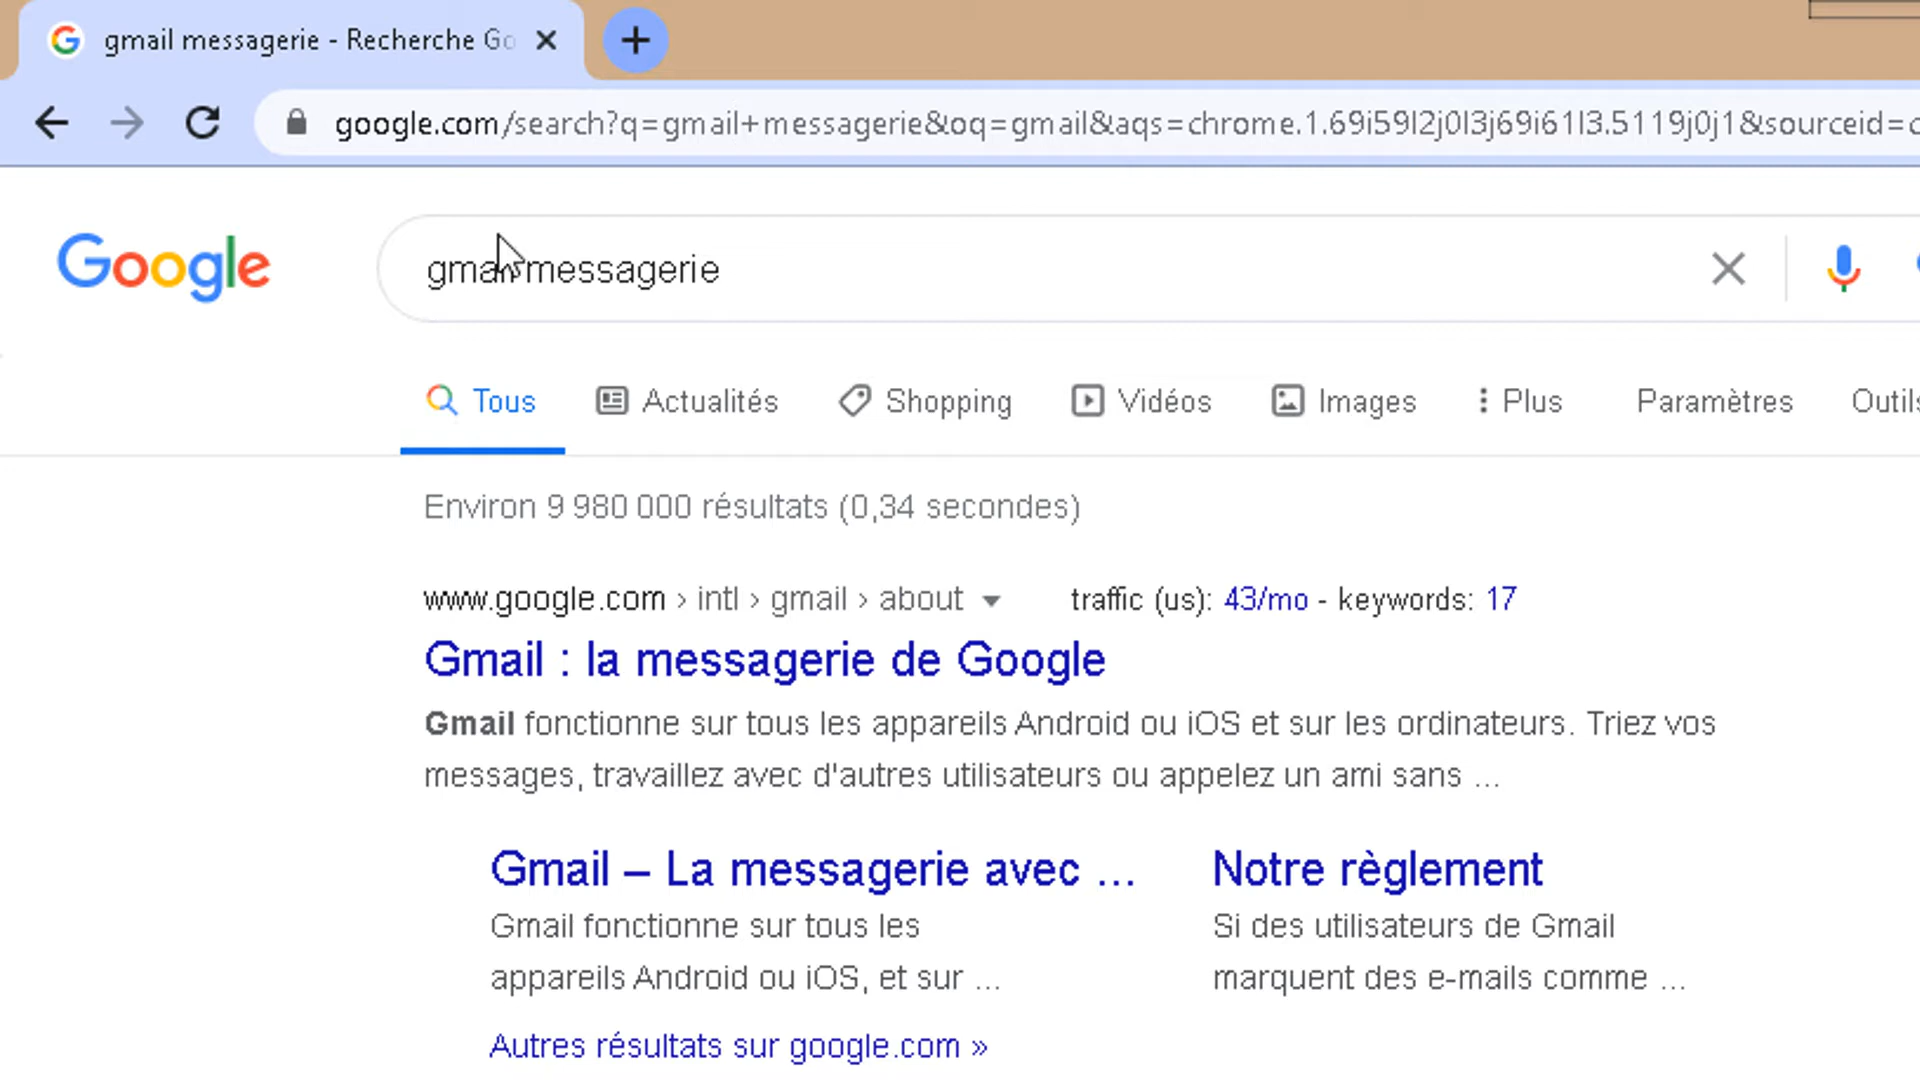 gmail messagerie - Recherche Go
google.com/search?q=gmail+messagerie&oq=gmail&aqs=chrome.1.69i59l2j0l3j69i61l3.5119j0j1&sourceid=c
Google
gmail messagerie
Tous Actualités Shopping Vidéos Images Plus Paramètres Outils
Environ 9 980 000 résultats (0,34 secondes)
www.google.com › intl › gmail › about traffic (us): 43/mo - keywords: 17
Gmail : la messagerie de Google
Gmail fonctionne sur tous les appareils Android ou iOS et sur les ordinateurs. Triez vos
messages, travaillez avec d'autres utilisateurs ou appelez un ami sans ...
Gmail – La messagerie avec ... Notre règlement
Gmail fonctionne sur tous les Si des utilisateurs de Gmail
appareils Android ou iOS, et sur ... marquent des e-mails comme ...
Autres résultats sur google.com »